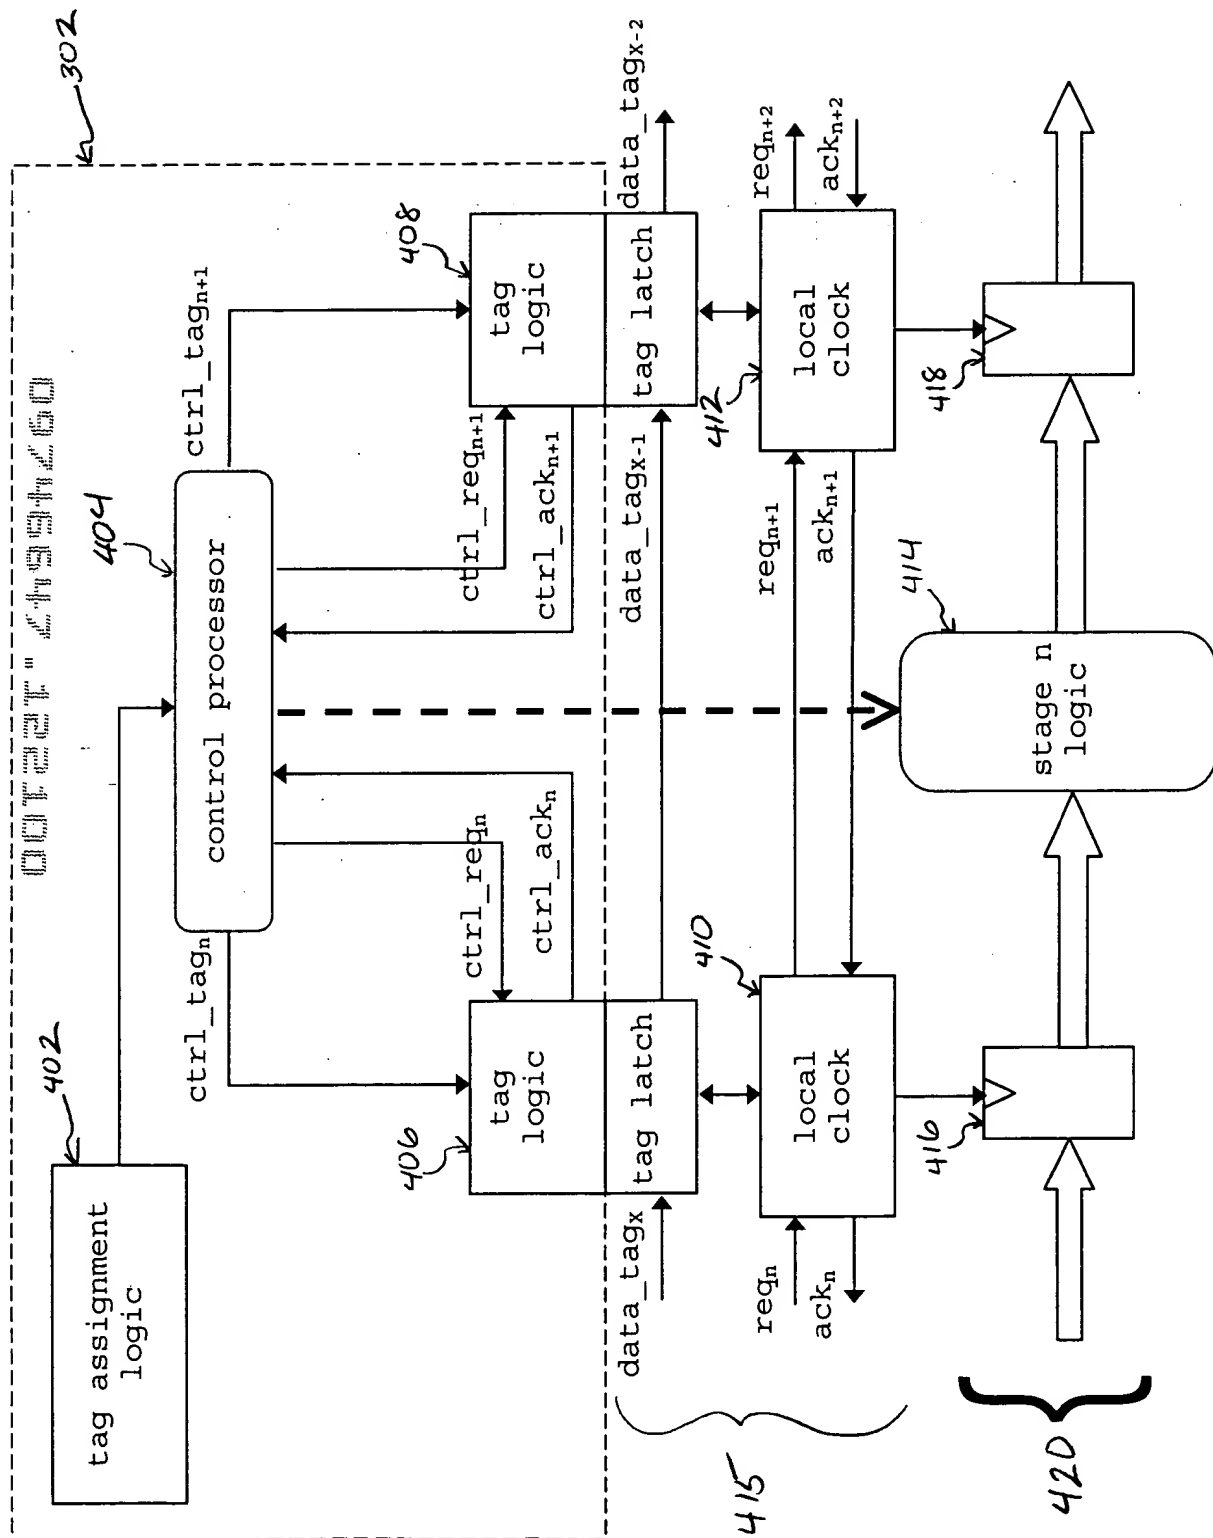 09746947.122100
302
402
tag assignment
logic
404
control processor
ctrl_tagₙ
ctrl_tagₙ₊₁
ctrl_reqₙ
ctrl_ackₙ
ctrl_reqₙ₊₁
ctrl_ackₙ₊₁
406
tag
logic
408
tag
logic
data_tagₓ
tag latch
data_tagₓ₋₁
tag latch
data_tagₓ₋₂
415
reqₙ
ackₙ
410
local
clock
reqₙ₊₁
ackₙ₊₁
412
local
clock
reqₙ₊₂
ackₙ₊₂
414
stage n
logic
416
418
420